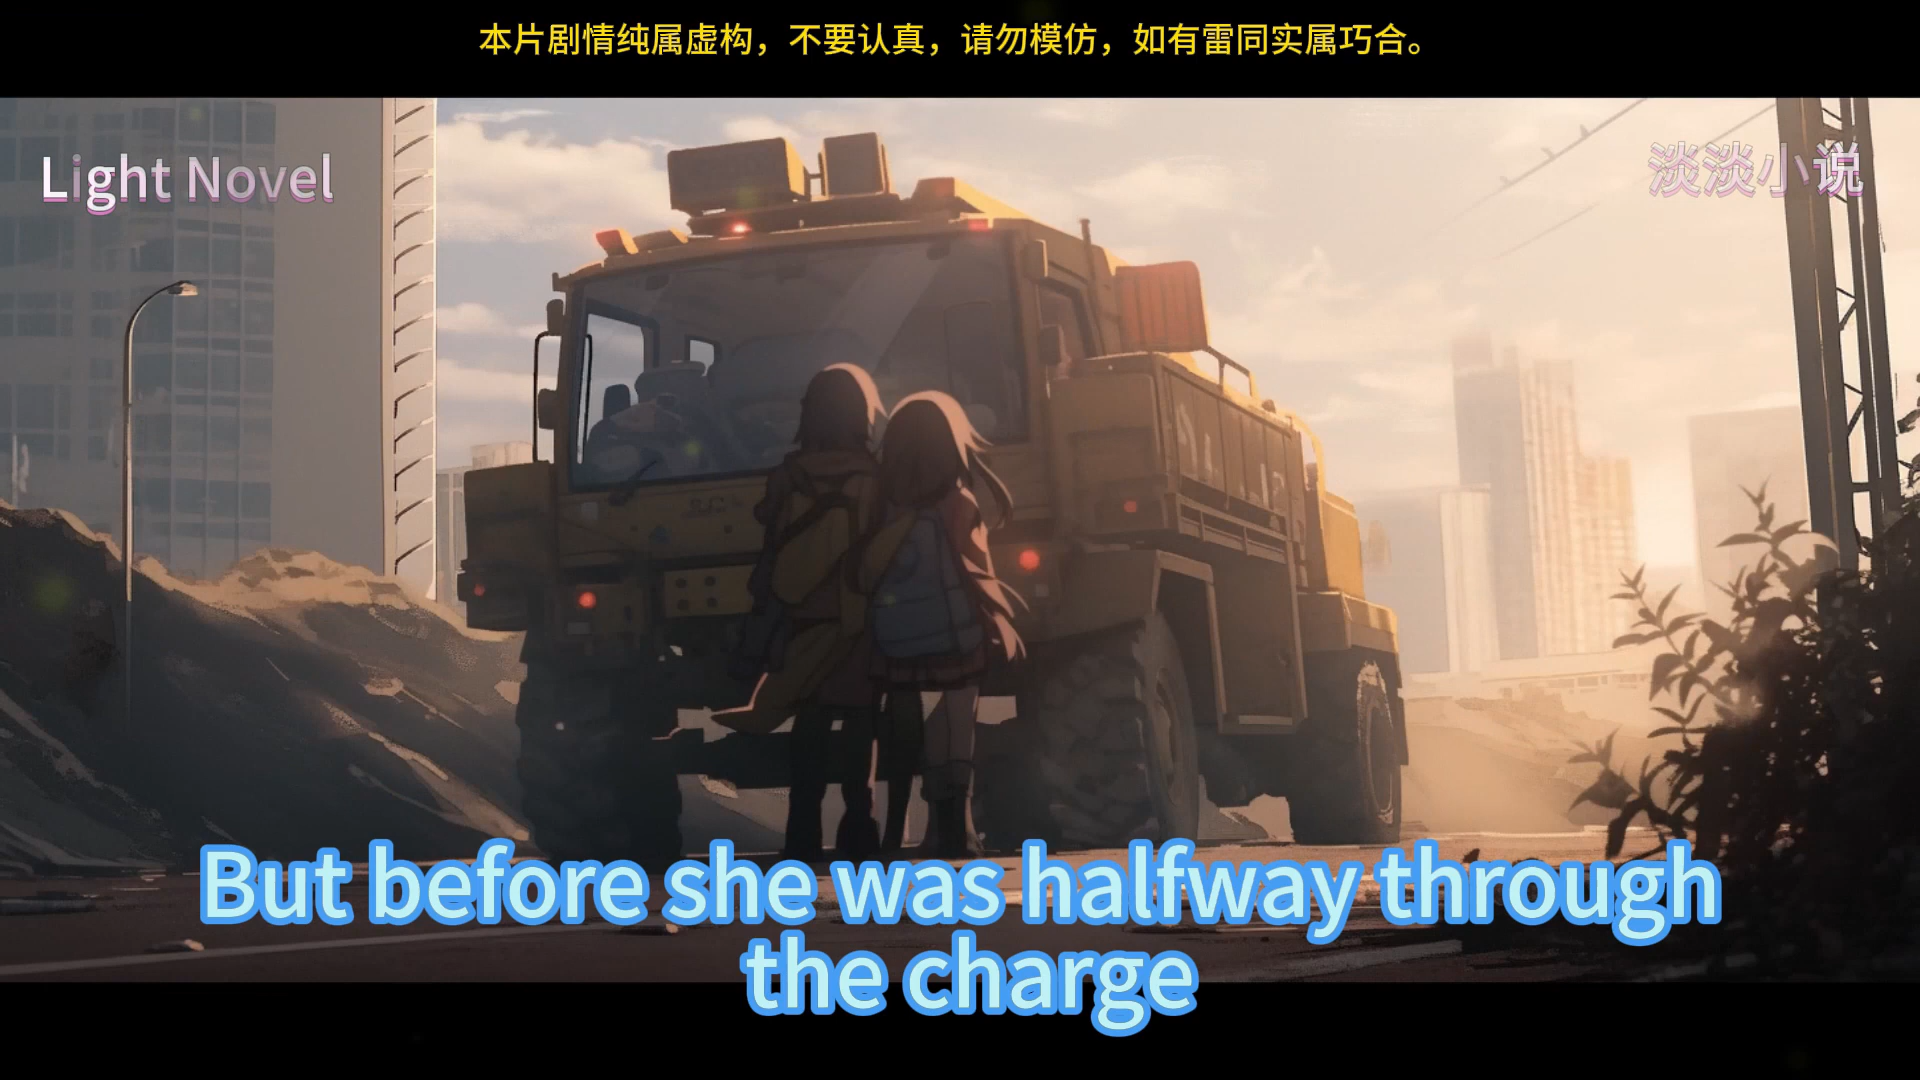 本片剧情纯属虚构，不要认真，请勿模仿，如有雷同实属巧合。
Light Novel
淡淡小说
But before she was halfway through
the charge